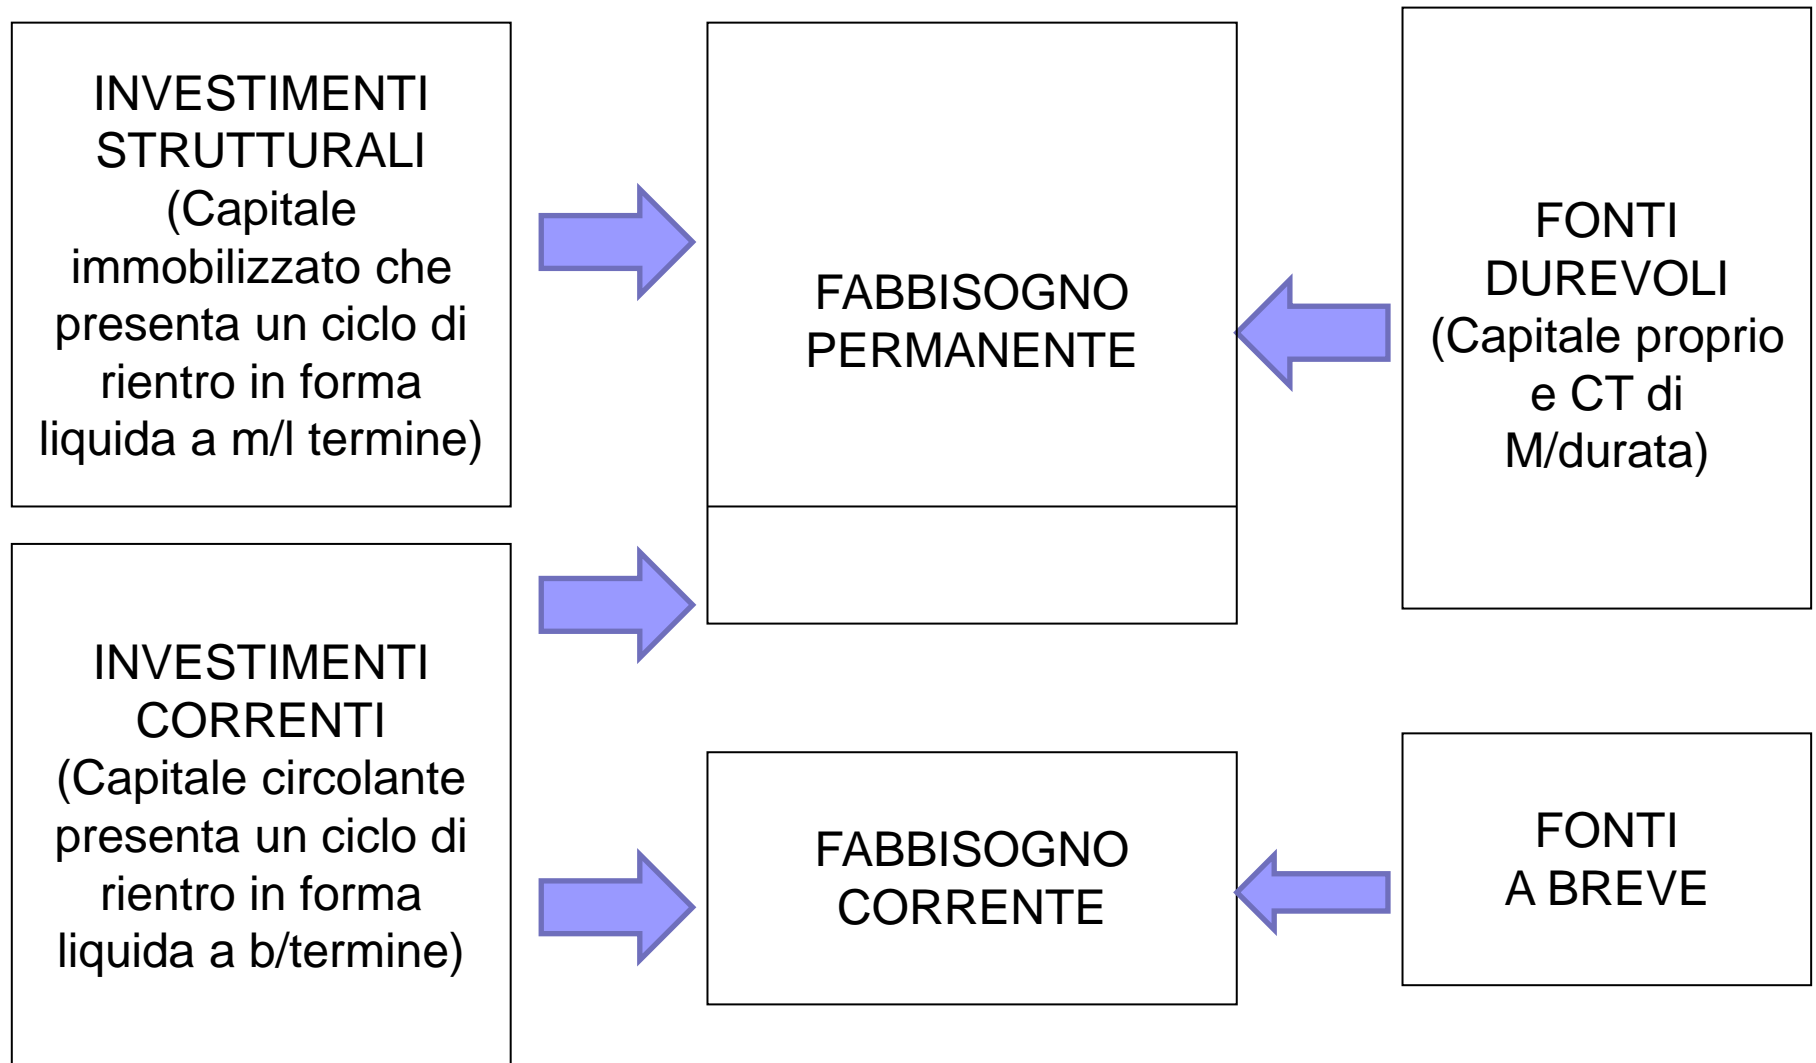 INVESTIMENTI
STRUTTURALI
(Capitale
immobilizzato che
presenta un ciclo di
rientro in forma
liquida a m/l termine)
INVESTIMENTI
CORRENTI
(Capitale circolante
presenta un ciclo di
rientro in forma
liquida a b/termine)
FABBISOGNO
PERMANENTE
FABBISOGNO
CORRENTE
FONTI
DUREVOLI
(Capitale proprio
e CT di
M/durata)
FONTI
A BREVE